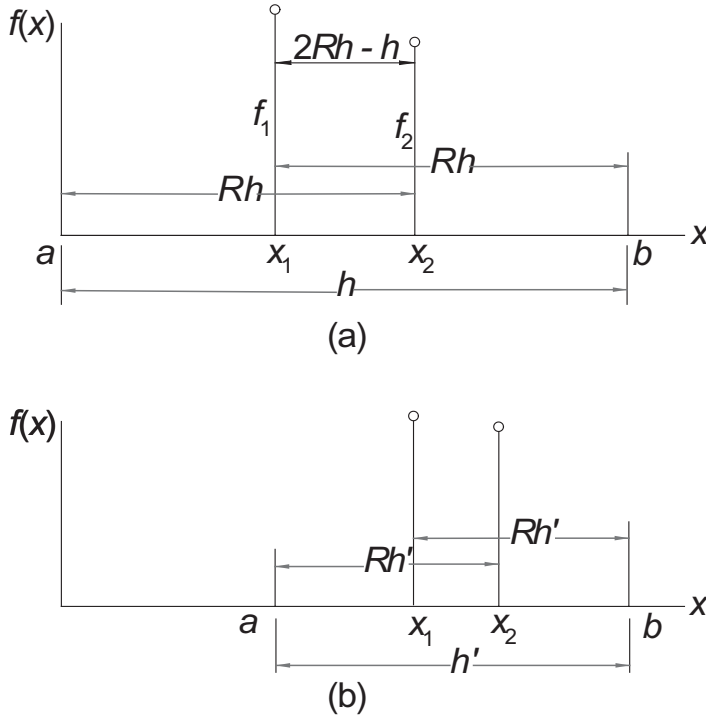 f(x)
2Rh - h
f₁
f₂
Rh
Rh
a
x₁
x₂
b
x
h
(a)
f(x)
Rh'
Rh'
a
x₁
x₂
b
x
h'
(b)